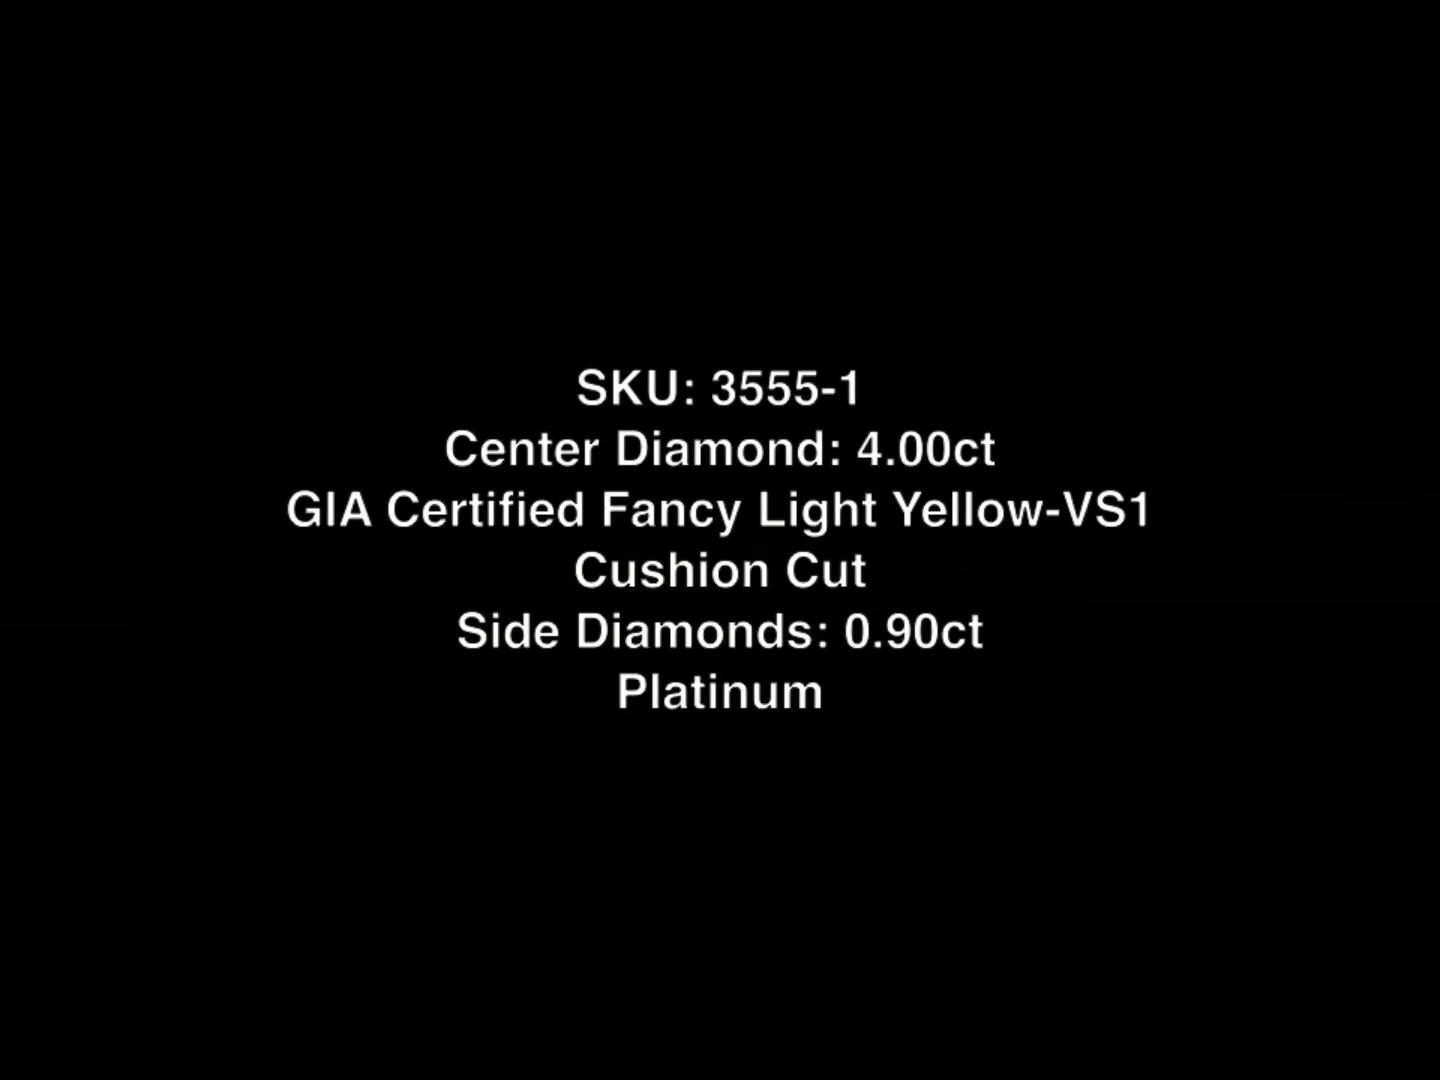 SKU: 3555-1
Center Diamond: 4.00ct
GIA Certified Fancy Light Yellow-VS1
Cushion Cut
Side Diamonds: 0.90ct
Platinum